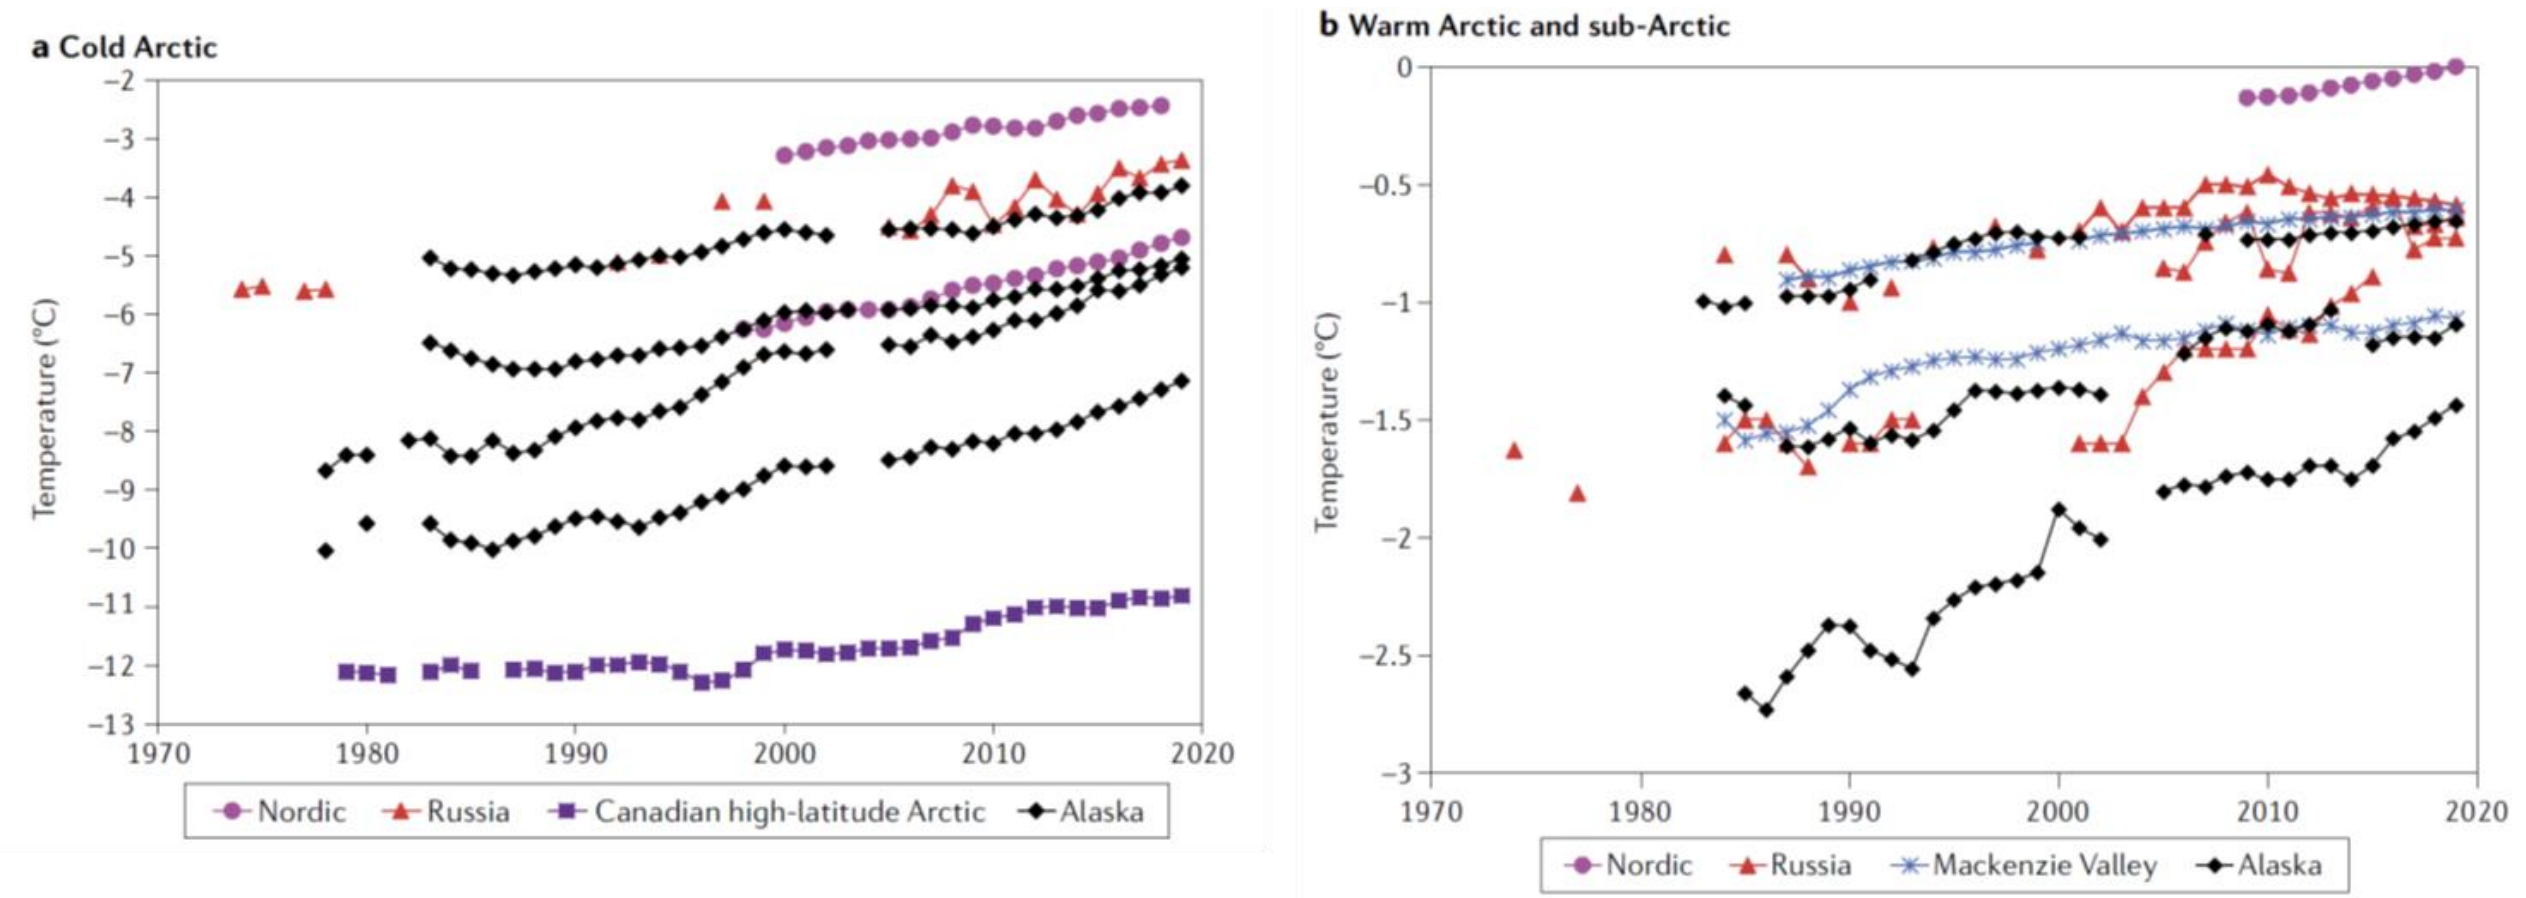 a Cold Arctic
−2
−3
−4
−5
−6
−7
−8
−9
−10
−11
−12
−13
Temperature (°C)
1970 1980 1990 2000 2010 2020
Nordic Russia Canadian high-latitude Arctic Alaska
b Warm Arctic and sub-Arctic
0
−0.5
−1
−1.5
−2
−2.5
−3
Temperature (°C)
1970 1980 1990 2000 2010 2020
Nordic Russia Mackenzie Valley Alaska